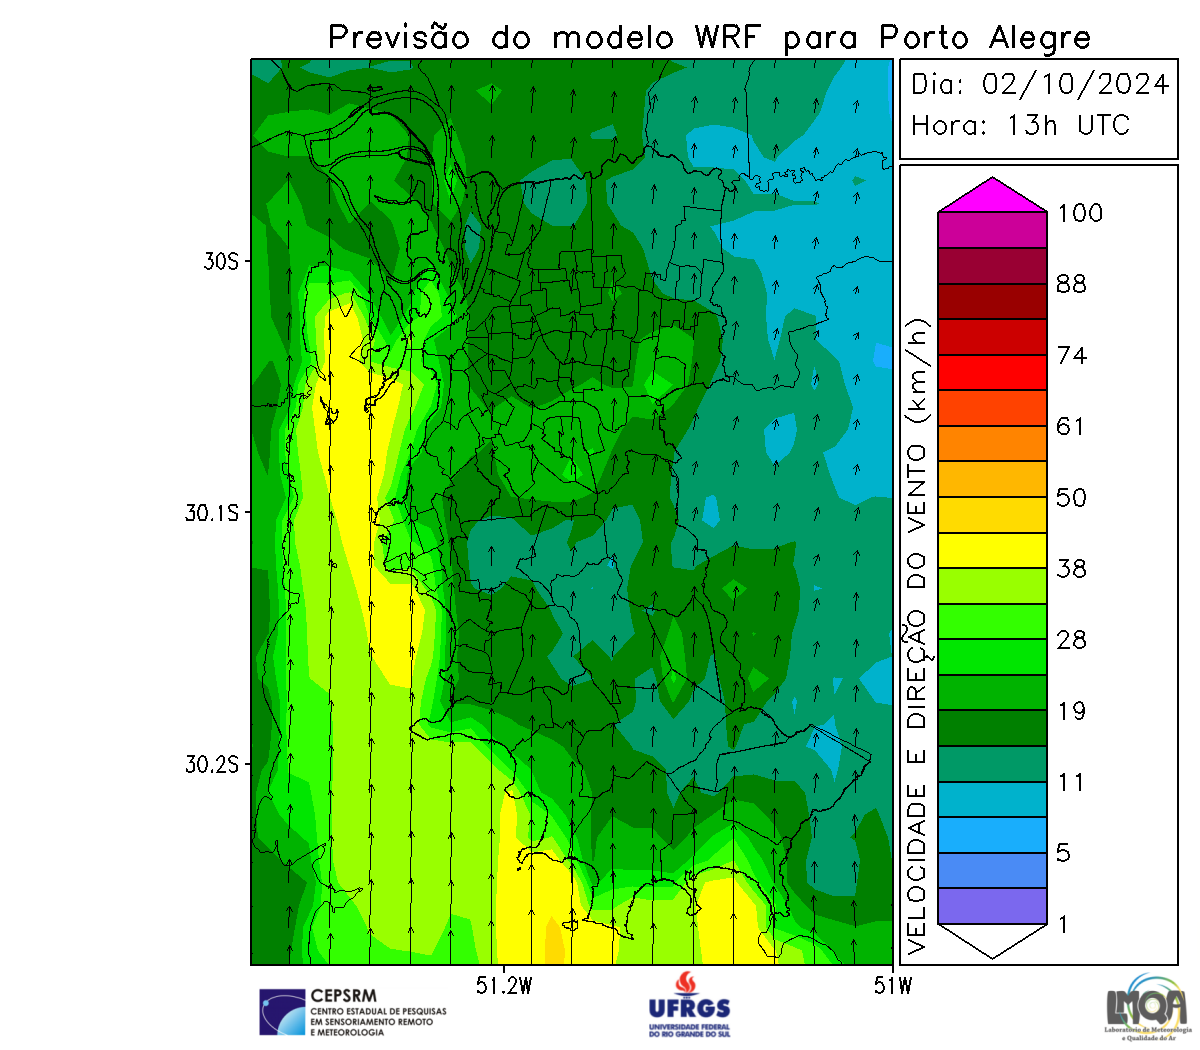 Previsão do modelo WRF para Porto Alegre
Dia: 02/10/2024
Hora: 13h UTC
30S
30.1S
30.2S
51.2W
51W
VELOCIDADE E DIREÇÃO DO VENTO (km/h)
100
88
74
61
50
38
28
19
11
5
1
CEPSRM
CENTRO ESTADUAL DE PESQUISAS
EM SENSORIAMENTO REMOTO
E METEOROLOGIA
UFRGS
UNIVERSIDADE FEDERAL
DO RIO GRANDE DO SUL
LMQA
Laboratório de Meteorologia
e Qualidade do Ar